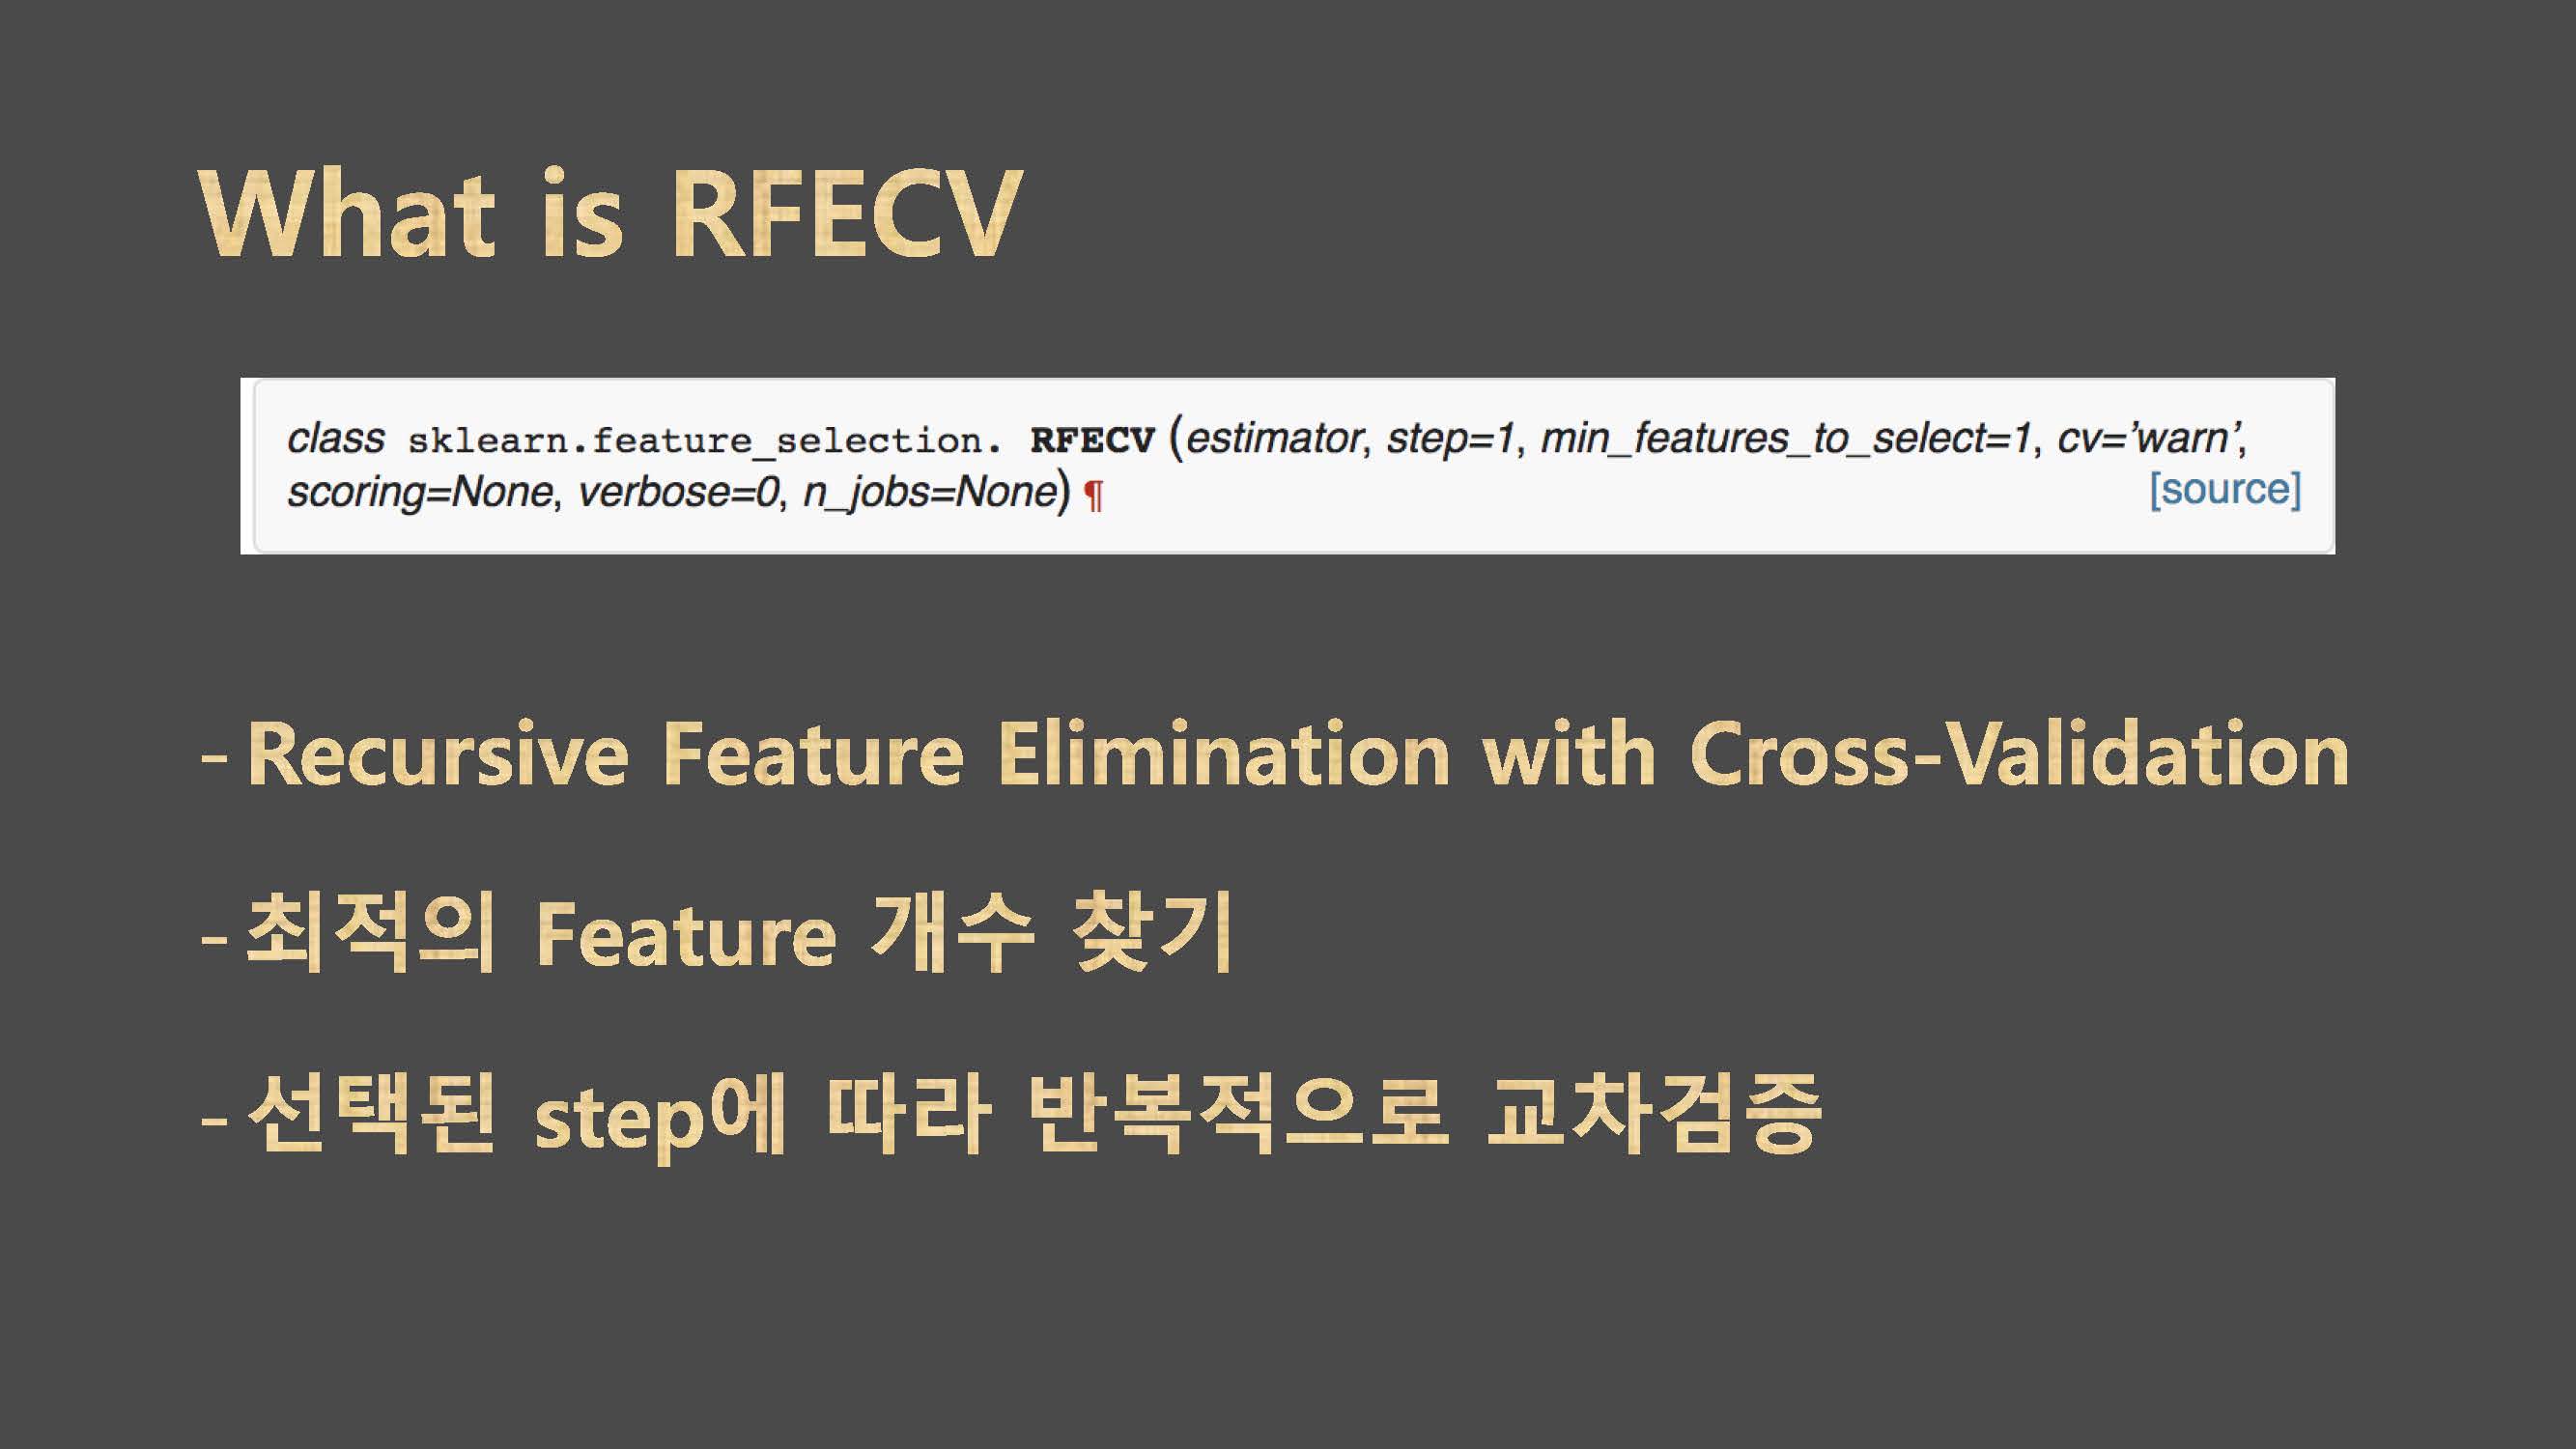 What is RFECV
class sklearn.feature_selection. RFECV (estimator, step=1, min_features_to_select=1, cv=’warn’,
scoring=None, verbose=0, n_jobs=None) ¶ [source]
- Recursive Feature Elimination with Cross-Validation
- 최적의 Feature 개수 찾기
- 선택된 step에 따라 반복적으로 교차검증